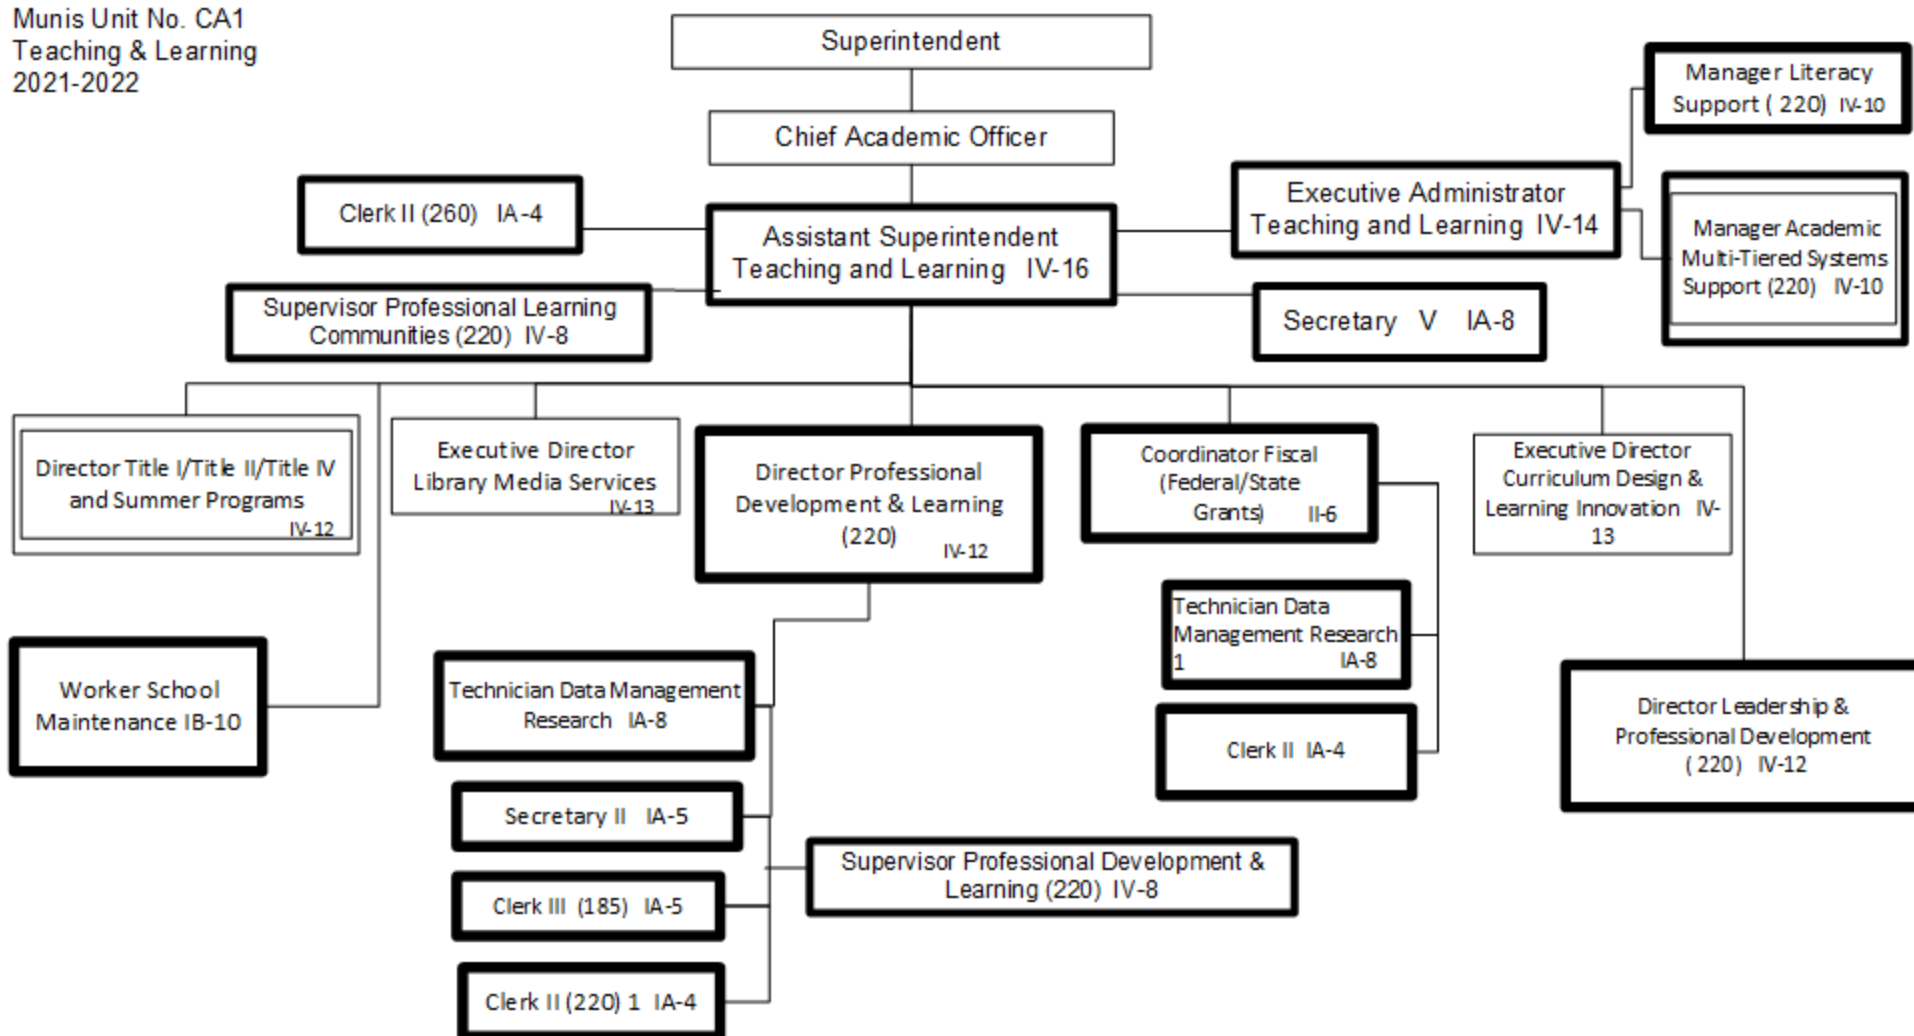 Munis Unit No. CA1
Teaching & Learning
2021-2022
Superintendent
Chief Academic Officer
Manager Literacy
Support ( 220) IV-10
Clerk II (260) IA-4
Assistant Superintendent
Teaching and Learning IV-16
Executive Administrator
Teaching and Learning IV-14
Manager Academic
Multi-Tiered Systems
Support (220) IV-10
Supervisor Professional Learning
Communities (220) IV-8
Secretary V IA-8
Director Title I/Title II/Title IV
and Summer Programs
IV-12
Executive Director
Library Media Services
IV-13
Director Professional
Development & Learning
(220) IV-12
Coordinator Fiscal
(Federal/State
Grants) II-6
Executive Director
Curriculum Design &
Learning Innovation IV-
13
Technician Data
Management Research
1 IA-8
Worker School
Maintenance IB-10
Technician Data Management
Research IA-8
Clerk II IA-4
Director Leadership &
Professional Development
( 220) IV-12
Secretary II IA-5
Supervisor Professional Development &
Learning (220) IV-8
Clerk III (185) IA-5
Clerk II (220) 1 IA-4